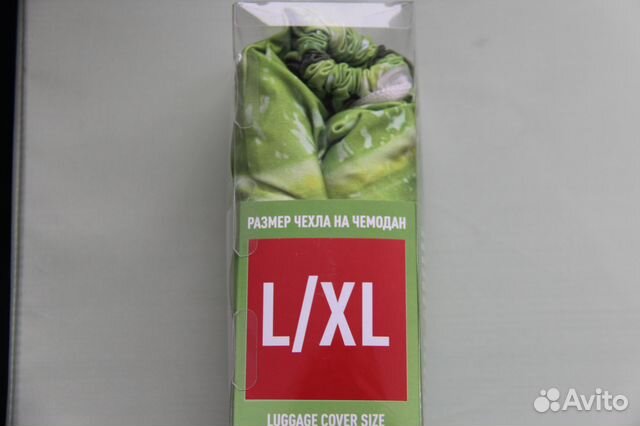 РАЗМЕР ЧЕХЛА НА ЧЕМОДАН
L/XL
LUGGAGE COVER SIZE
Avito